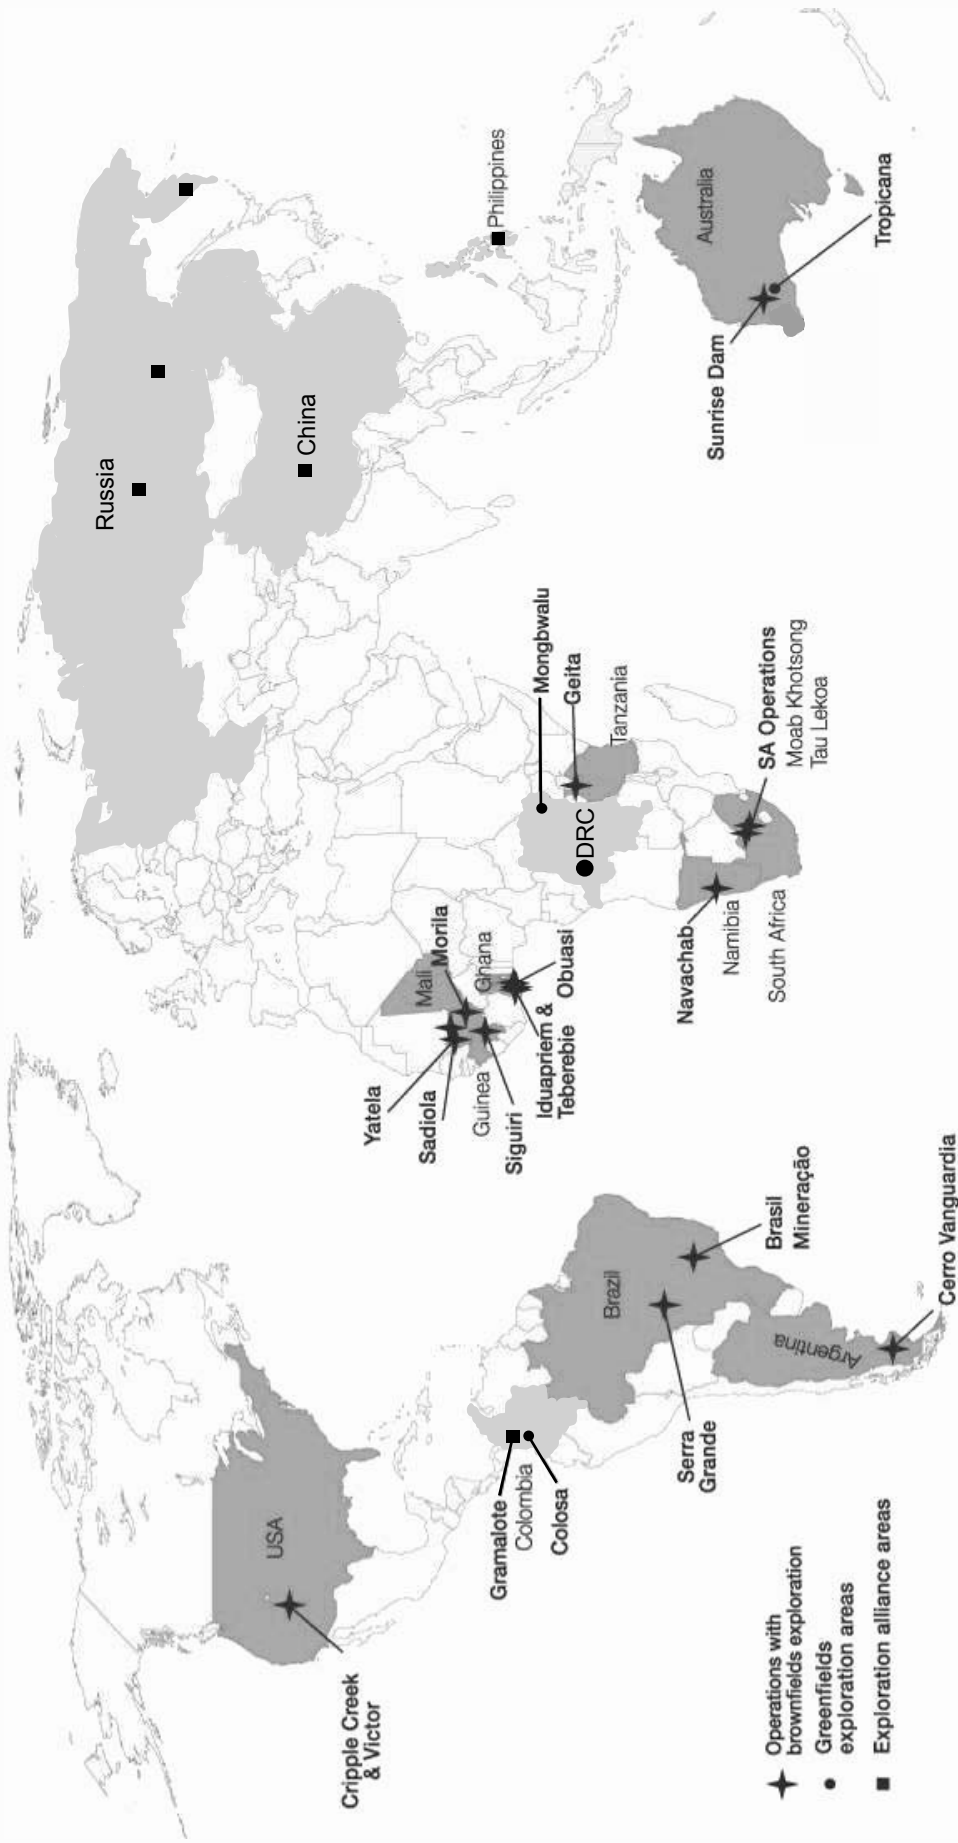 Russia
China
Philippines
Australia
Tropicana
Sunrise Dam
Mongbwalu
Geita
Tanzania
DRC
SA Operations
Moab Khotsong
Tau Lekoa
Navachab
Namibia
South Africa
Mali
Morila
Ghana
Obuasi
Iduapriem &
Teberebie
Yatela
Sadiola
Guinea
Siguiri
USA
Cripple Creek
& Victor
Gramalote
Colombia
Colosa
Brazil
Brasil
Mineração
Serra
Grande
Argentina
Cerro Vanguardia
Operations with
brownfields exploration
Greenfields
exploration areas
Exploration alliance areas